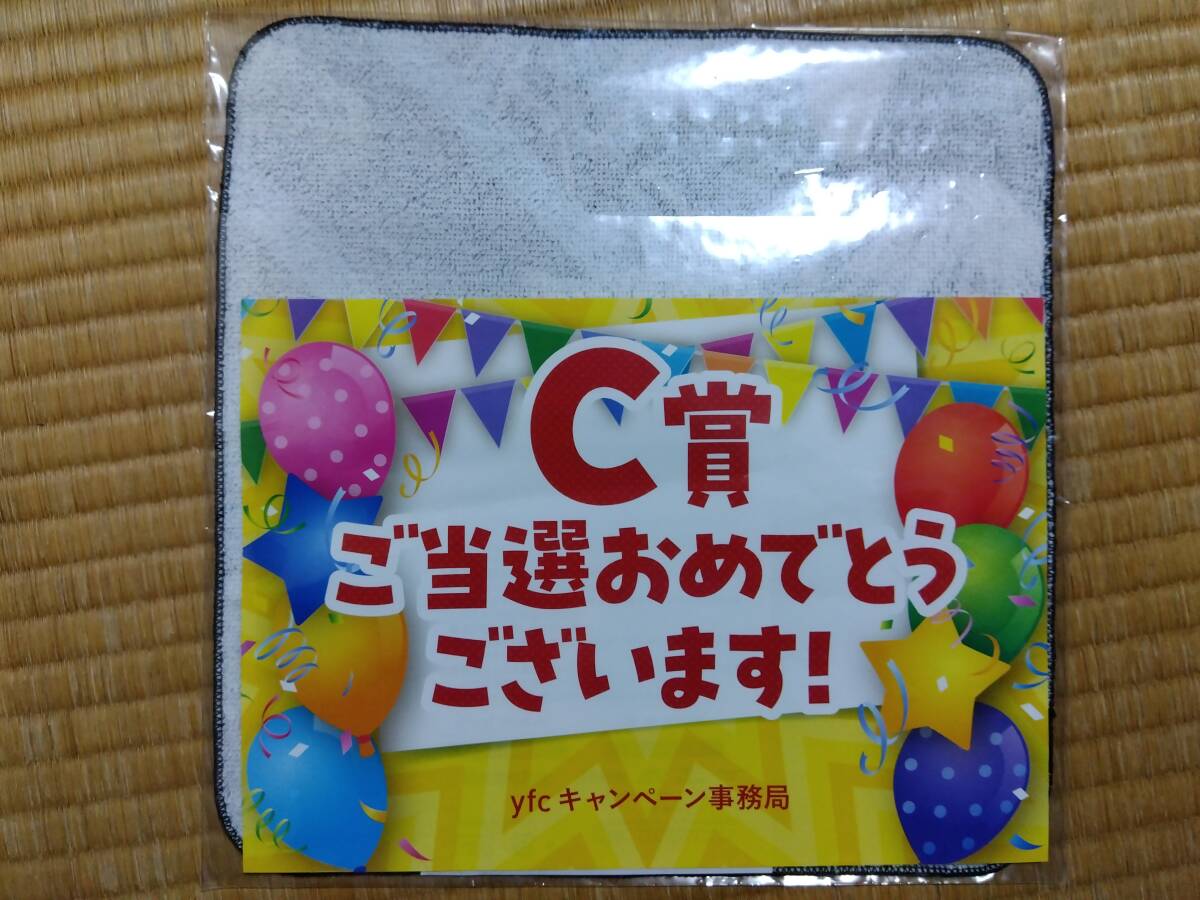 C賞
ご当選おめでとう
ございます!
yfc キャンペーン事務局